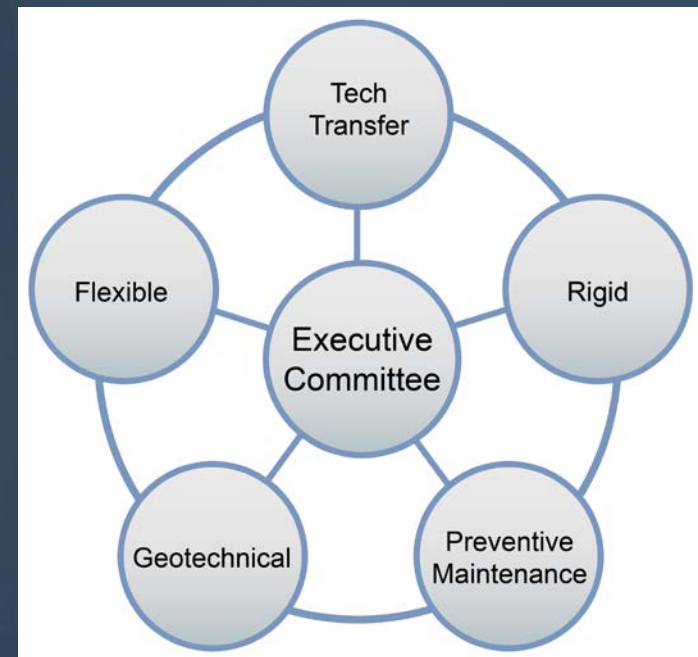 Tech
Transfer
Flexible
Rigid
Executive
Committee
Geotechnical
Preventive
Maintenance